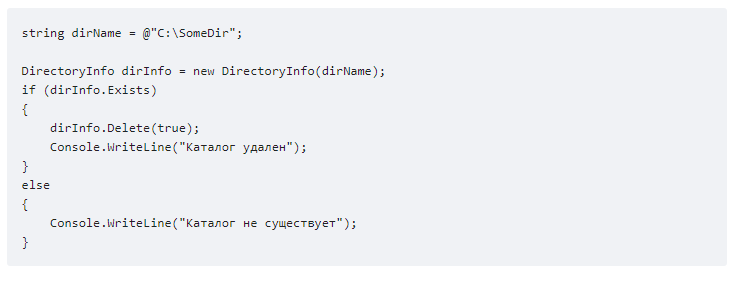 string dirName = @"C:\SomeDir";
DirectoryInfo dirInfo = new DirectoryInfo(dirName);
if (dirInfo.Exists)
{
    dirInfo.Delete(true);
    Console.WriteLine("Каталог удален");
}
else
{
    Console.WriteLine("Каталог не существует");
}